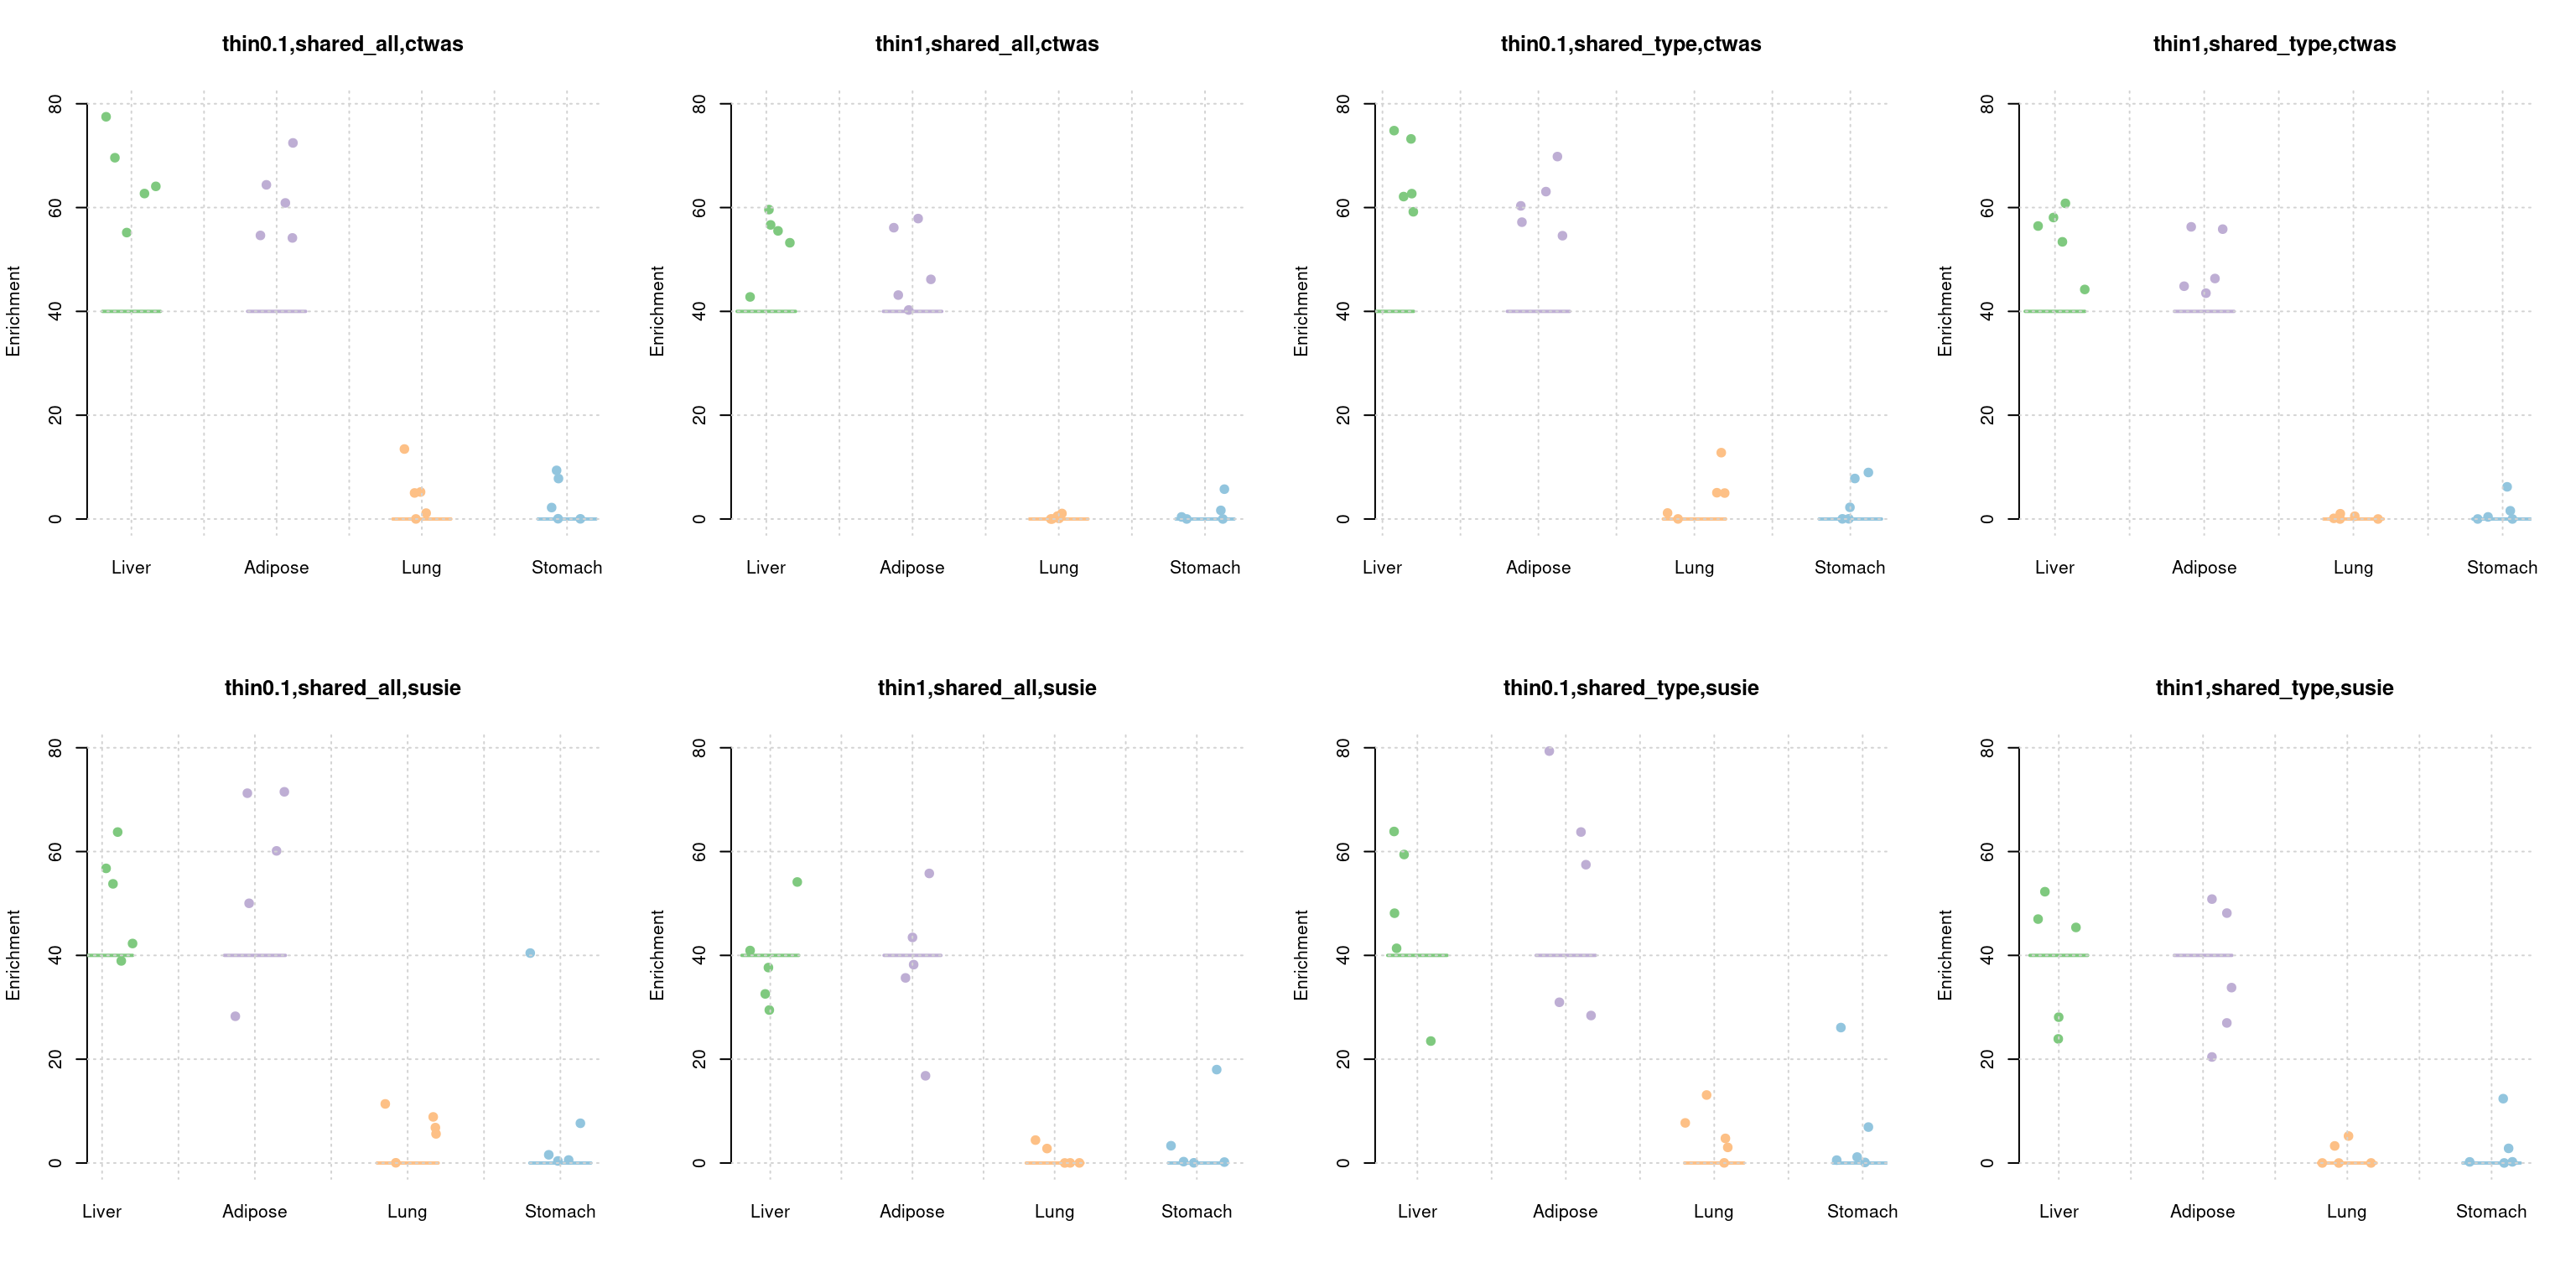 thin0.1,shared_all,ctwas
80
60
40
20
0
Enrichment
Liver Adipose Lung Stomach
thin1,shared_all,ctwas
80
60
40
20
0
Enrichment
Liver Adipose Lung Stomach
thin0.1,shared_type,ctwas
80
60
40
20
0
Enrichment
Liver Adipose Lung Stomach
thin1,shared_type,ctwas
80
60
40
20
0
Enrichment
Liver Adipose Lung Stomach
thin0.1,shared_all,susie
80
60
40
20
0
Enrichment
Liver Adipose Lung Stomach
thin1,shared_all,susie
80
60
40
20
0
Enrichment
Liver Adipose Lung Stomach
thin0.1,shared_type,susie
80
60
40
20
0
Enrichment
Liver Adipose Lung Stomach
thin1,shared_type,susie
80
60
40
20
0
Enrichment
Liver Adipose Lung Stomach